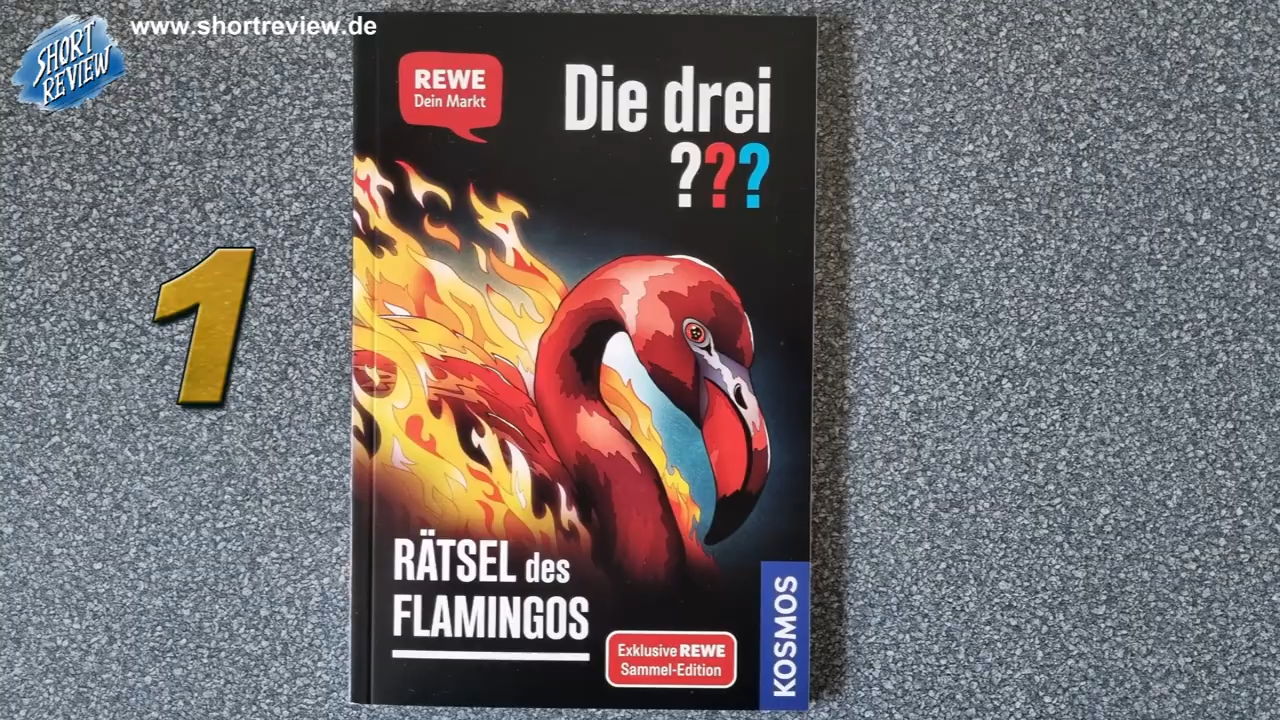 www.shortreview.de
SHORT
REVIEW
REWE
Dein Markt
Die drei
???
1
RÄTSEL des
FLAMINGOS
Exklusive REWE
Sammel-Edition
KOSMOS